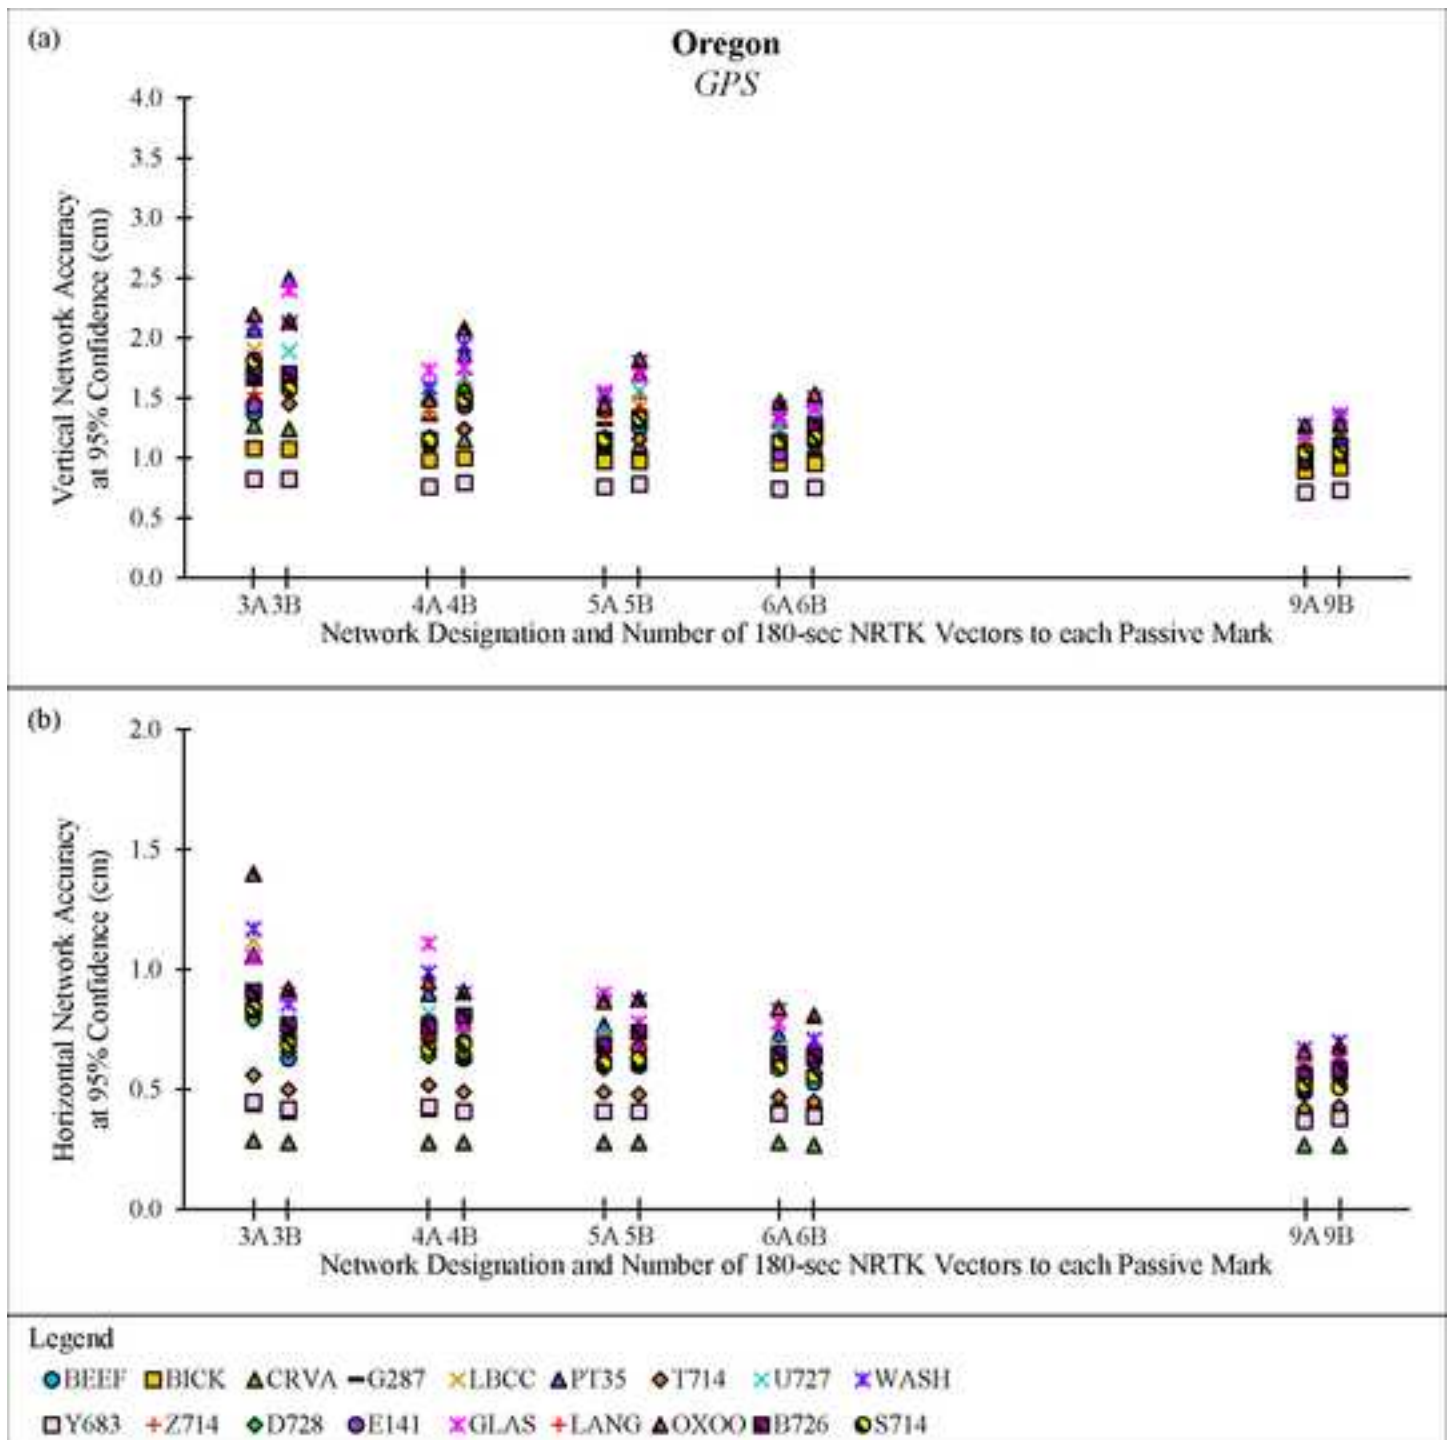 (a)
Oregon
GPS
Vertical Network Accuracy
at 95% Confidence (cm)
4.0
3.5
3.0
2.5
2.0
1.5
1.0
0.5
0.0
3A 3B 4A 4B 5A 5B 6A 6B 9A 9B
Network Designation and Number of 180-sec NRTK Vectors to each Passive Mark
(b)
Horizontal Network Accuracy
at 95% Confidence (cm)
2.0
1.5
1.0
0.5
0.0
3A 3B 4A 4B 5A 5B 6A 6B 9A 9B
Network Designation and Number of 180-sec NRTK Vectors to each Passive Mark
Legend
BEEF BICK CRVA G287 LBCC PT35 T714 U727 WASH
Y683 Z714 D728 E141 GLAS LANG OXOO B726 S714